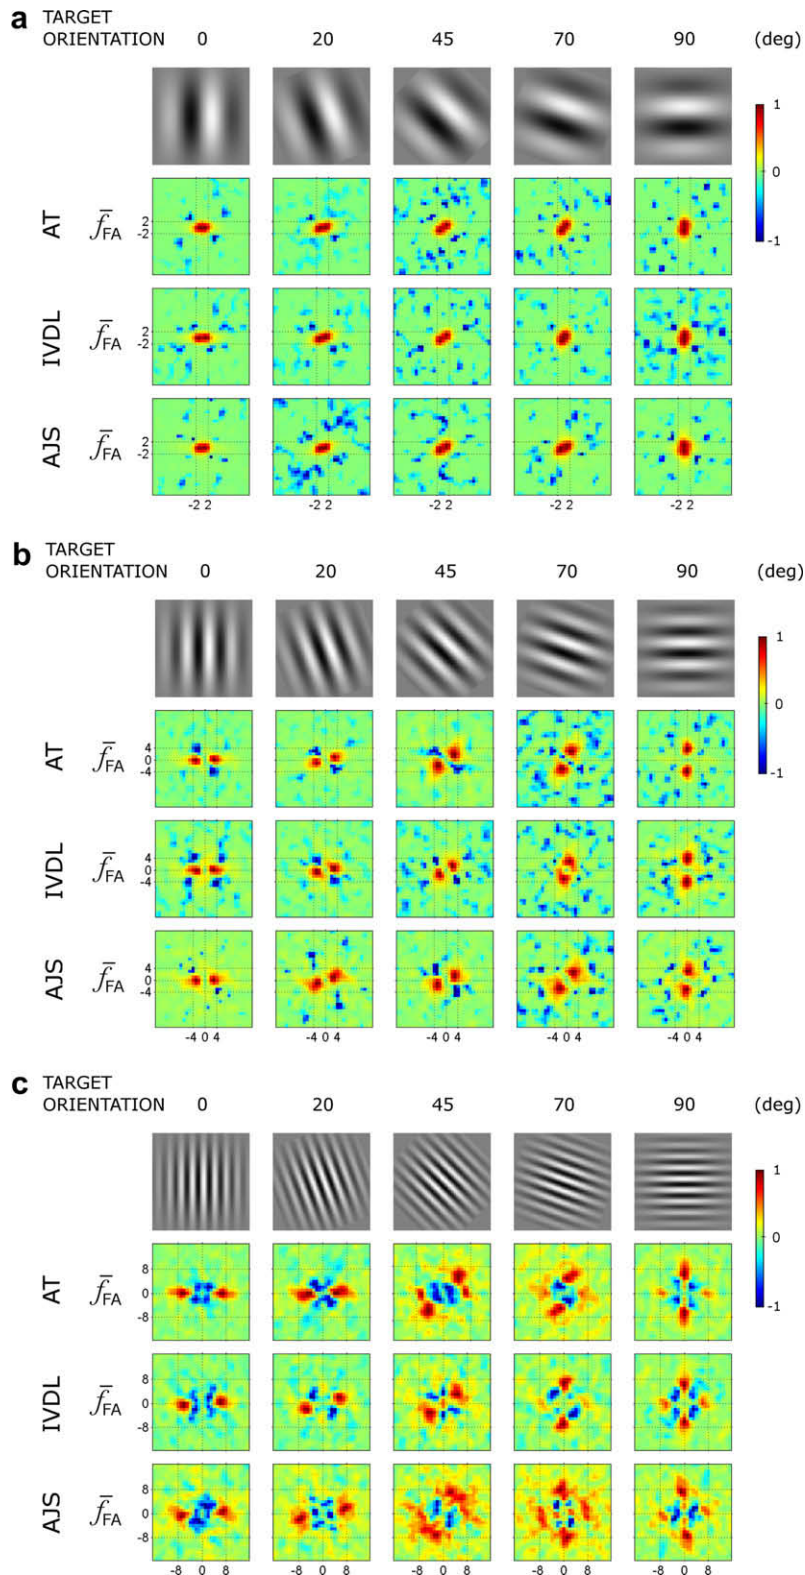 a TARGET
ORIENTATION 0 20 45 70 90 (deg)
1
0
-1
AT f̄FA 2
-2
IVDL f̄FA 2
-2
AJS f̄FA 2
-2
-2 2 -2 2 -2 2 -2 2 -2 2
b TARGET
ORIENTATION 0 20 45 70 90 (deg)
1
0
-1
AT f̄FA 4
0
-4
IVDL f̄FA 4
0
-4
AJS f̄FA 4
0
-4
-4 0 4 -4 0 4 -4 0 4 -4 0 4 -4 0 4
c TARGET
ORIENTATION 0 20 45 70 90 (deg)
1
0
-1
AT f̄FA 8
0
-8
IVDL f̄FA 8
0
-8
AJS f̄FA 8
0
-8
-8 0 8 -8 0 8 -8 0 8 -8 0 8 -8 0 8